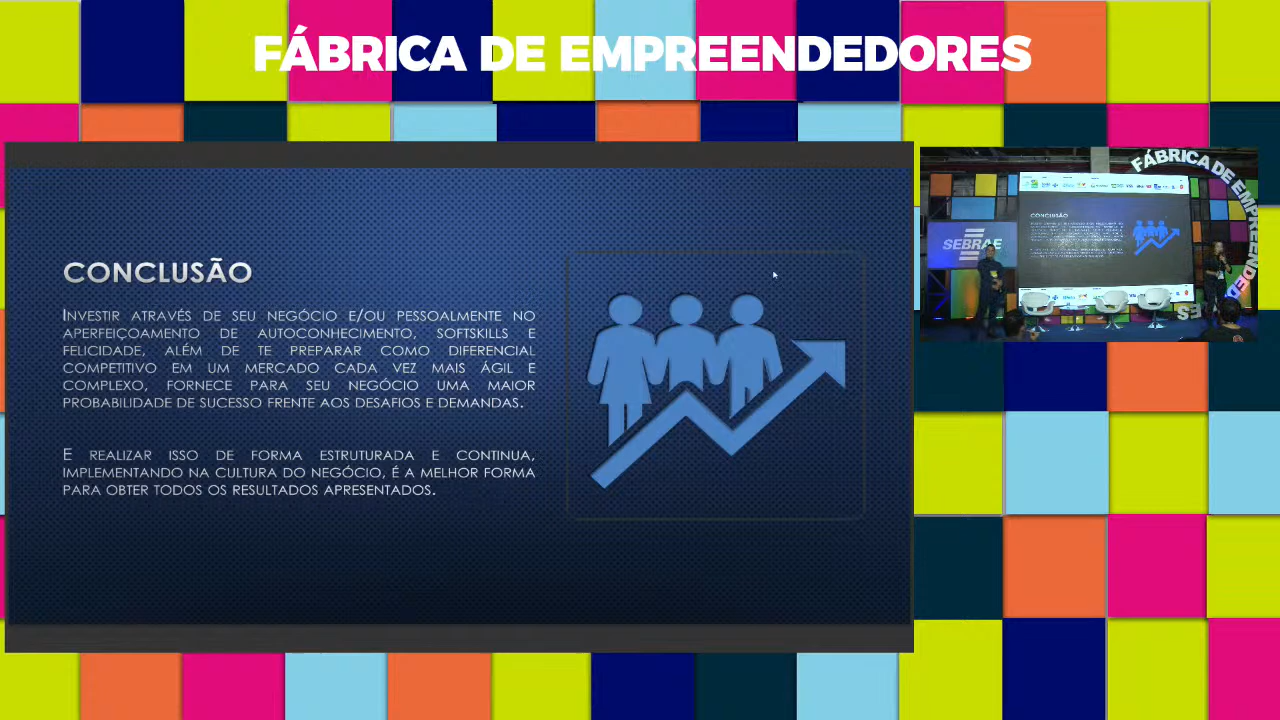 FÁBRICA DE EMPREENDEDORES
CONCLUSÃO
INVESTIR ATRAVÉS DE SEU NEGÓCIO E/OU PESSOALMENTE NO
APERFEIÇOAMENTO DE AUTOCONHECIMENTO, SOFTSKILLS E
FELICIDADE, ALÉM DE TE PREPARAR COMO DIFERENCIAL
COMPETITIVO EM UM MERCADO CADA VEZ MAIS ÁGIL E
COMPLEXO, FORNECE PARA SEU NEGÓCIO UMA MAIOR
PROBABILIDADE DE SUCESSO FRENTE AOS DESAFIOS E DEMANDAS.
E REALIZAR ISSO DE FORMA ESTRUTURADA E CONTINUA,
IMPLEMENTANDO NA CULTURA DO NEGÓCIO, É A MELHOR FORMA
PARA OBTER TODOS OS RESULTADOS APRESENTADOS.
FÁBRICA DE EMPREENDED
ES
CONCLUSÃO
SEBRAE